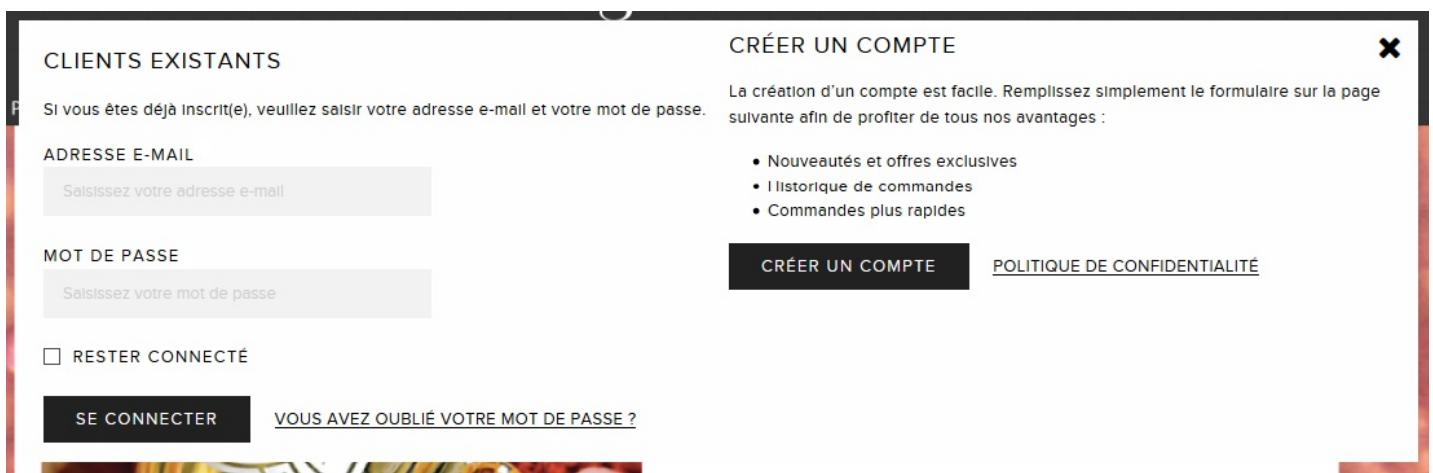 CLIENTS EXISTANTS
Si vous êtes déjà inscrit(e), veuillez saisir votre adresse e-mail et votre mot de passe.
ADRESSE E-MAIL
Saisissez votre adresse e-mail
MOT DE PASSE
Saisissez votre mot de passe
RESTER CONNECTÉ
SE CONNECTER
VOUS AVEZ OUBLIÉ VOTRE MOT DE PASSE ?
CRÉER UN COMPTE
La création d'un compte est facile. Remplissez simplement le formulaire sur la page
suivante afin de profiter de tous nos avantages :
• Nouveautés et offres exclusives
• Historique de commandes
• Commandes plus rapides
CRÉER UN COMPTE
POLITIQUE DE CONFIDENTIALITÉ